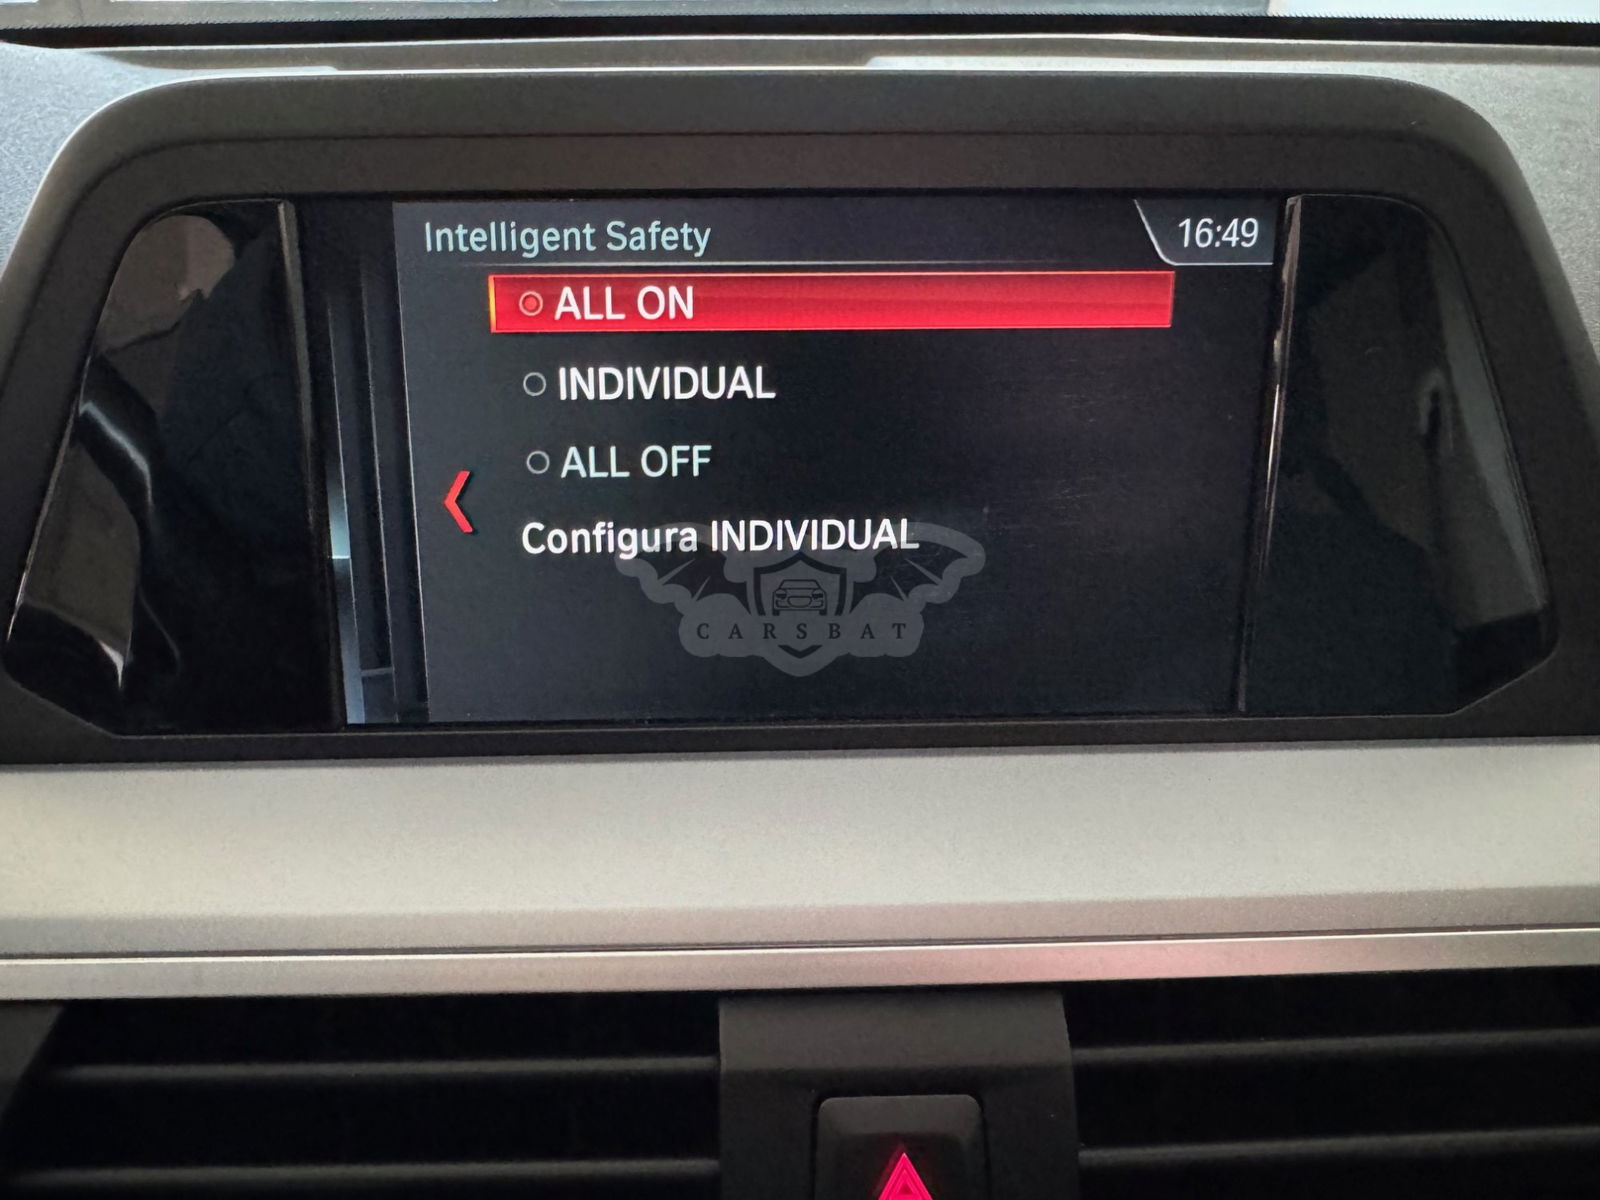 Intelligent Safety
16:49
ALL ON
INDIVIDUAL
ALL OFF
Configura INDIVIDUAL
CARSBAT